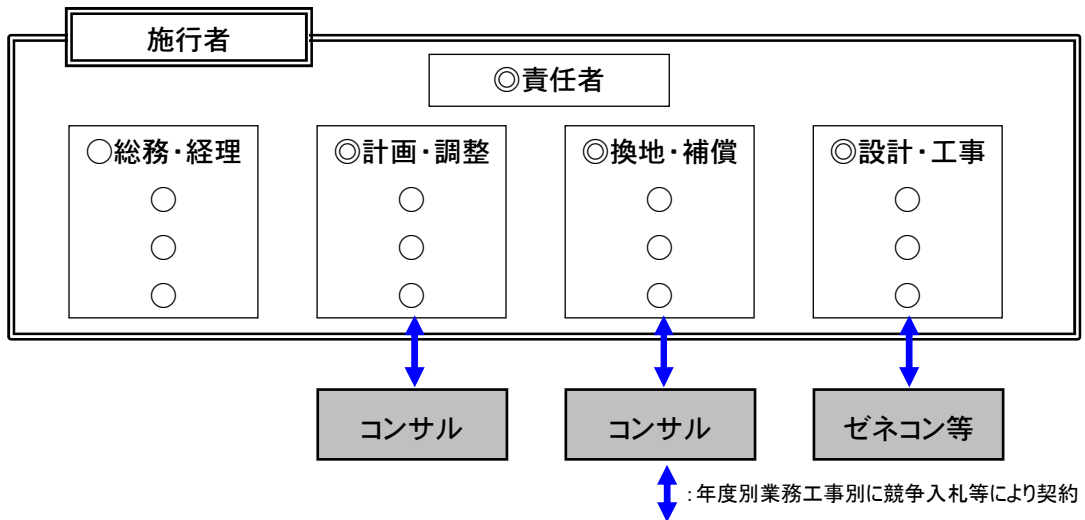 施行者
◎責任者
○総務・経理
○
○
○
◎計画・調整
○
○
○
◎換地・補償
○
○
○
◎設計・工事
○
○
○
コンサル
コンサル
ゼネコン等
：年度別業務工事別に競争入札等により契約